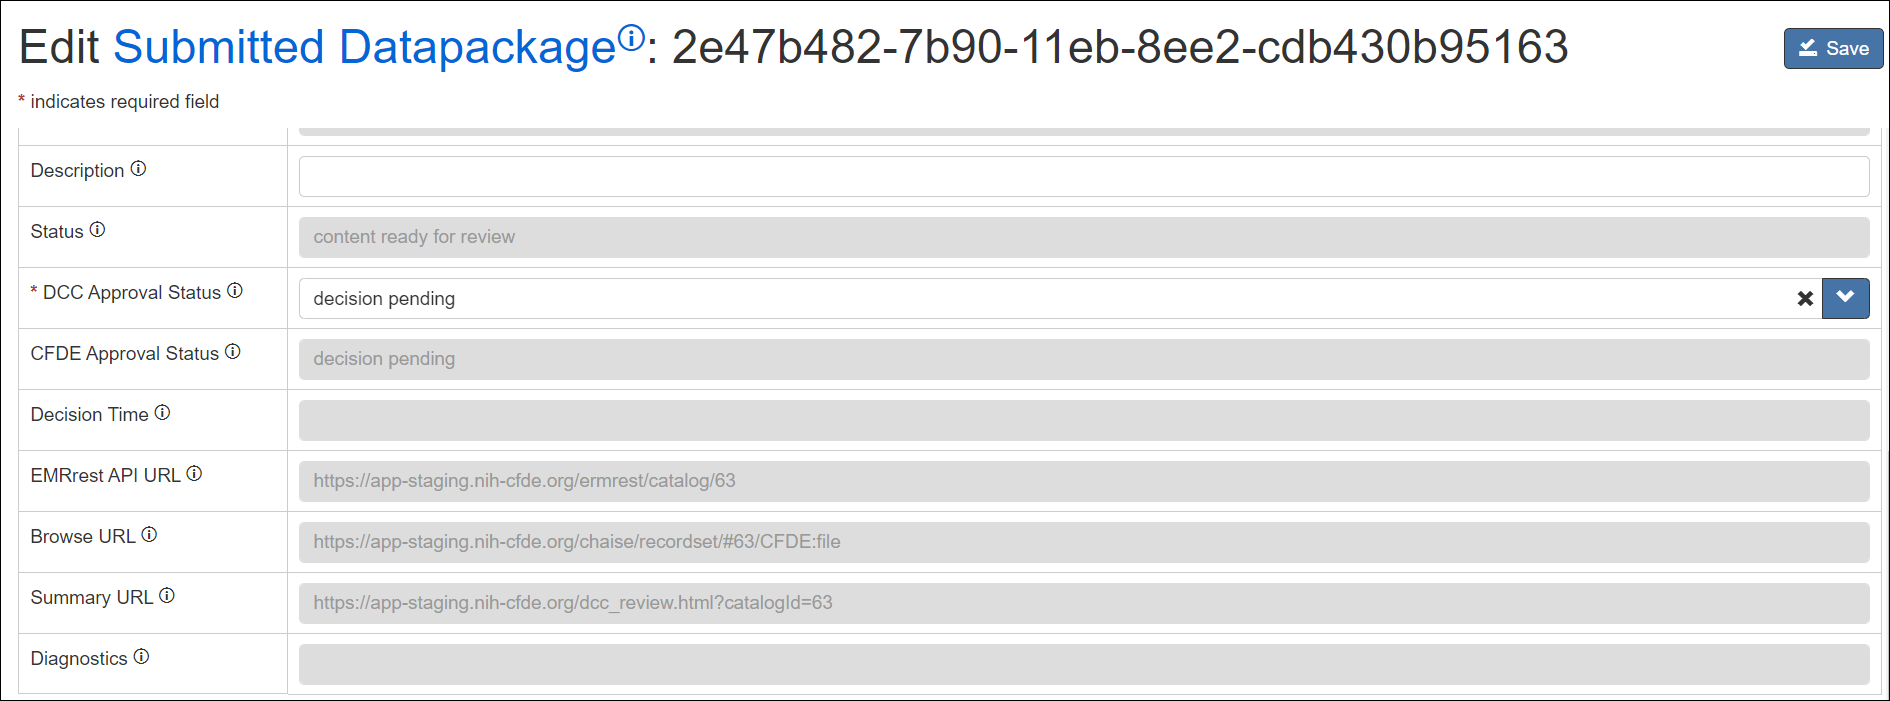 Edit Submitted Datapackage: 2e47b482-7b90-11eb-8ee2-cdb430b95163
Save
* indicates required field
Description
Status
content ready for review
* DCC Approval Status
decision pending
CFDE Approval Status
decision pending
Decision Time
EMRrest API URL
https://app-staging.nih-cfde.org/ermrest/catalog/63
Browse URL
https://app-staging.nih-cfde.org/chaise/recordset/#63/CFDE:file
Summary URL
https://app-staging.nih-cfde.org/dcc_review.html?catalogId=63
Diagnostics